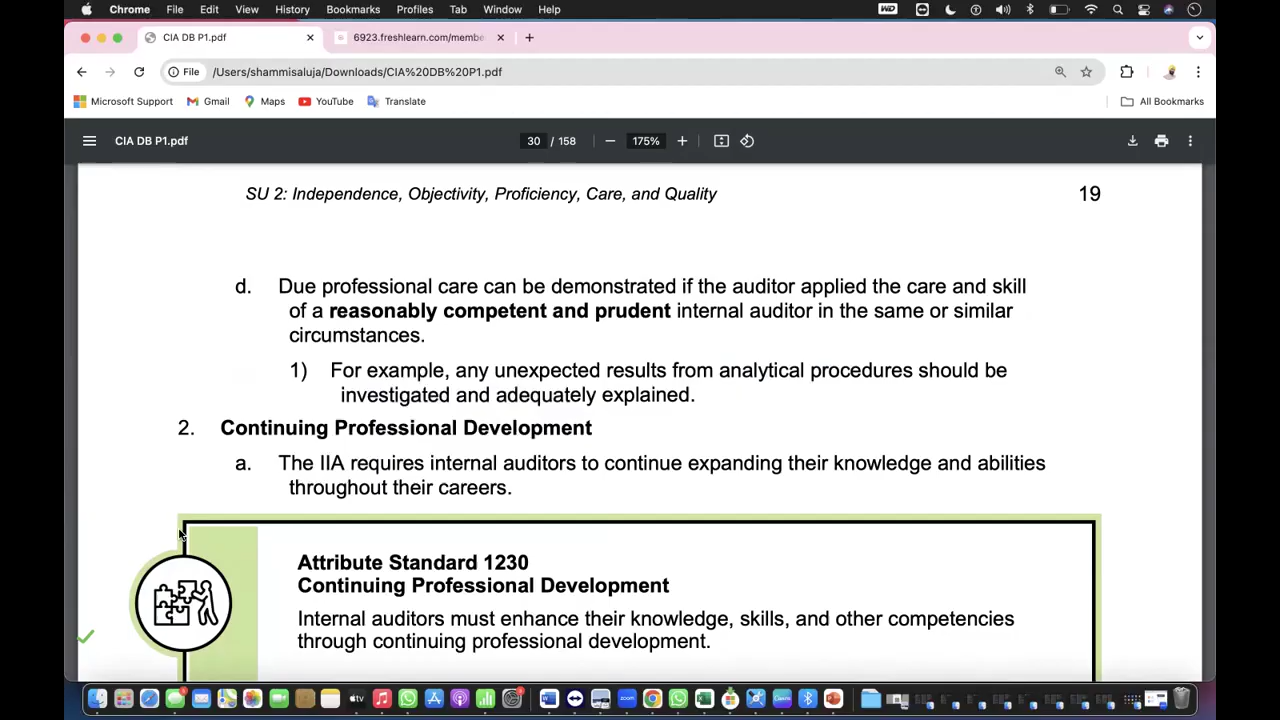 Chrome File Edit View History Bookmarks Profiles Tab Window Help
CIA DB P1.pdf
6923.freshlearn.com/membe
File /Users/shammisaluja/Downloads/CIA%20DB%20P1.pdf
Microsoft Support Gmail Maps YouTube Translate All Bookmarks
CIA DB P1.pdf 30 / 158 175%
SU 2: Independence, Objectivity, Proficiency, Care, and Quality 19
d. Due professional care can be demonstrated if the auditor applied the care and skill
of a reasonably competent and prudent internal auditor in the same or similar
circumstances.
1) For example, any unexpected results from analytical procedures should be
investigated and adequately explained.
2. Continuing Professional Development
a. The IIA requires internal auditors to continue expanding their knowledge and abilities
throughout their careers.
Attribute Standard 1230
Continuing Professional Development
Internal auditors must enhance their knowledge, skills, and other competencies
through continuing professional development.